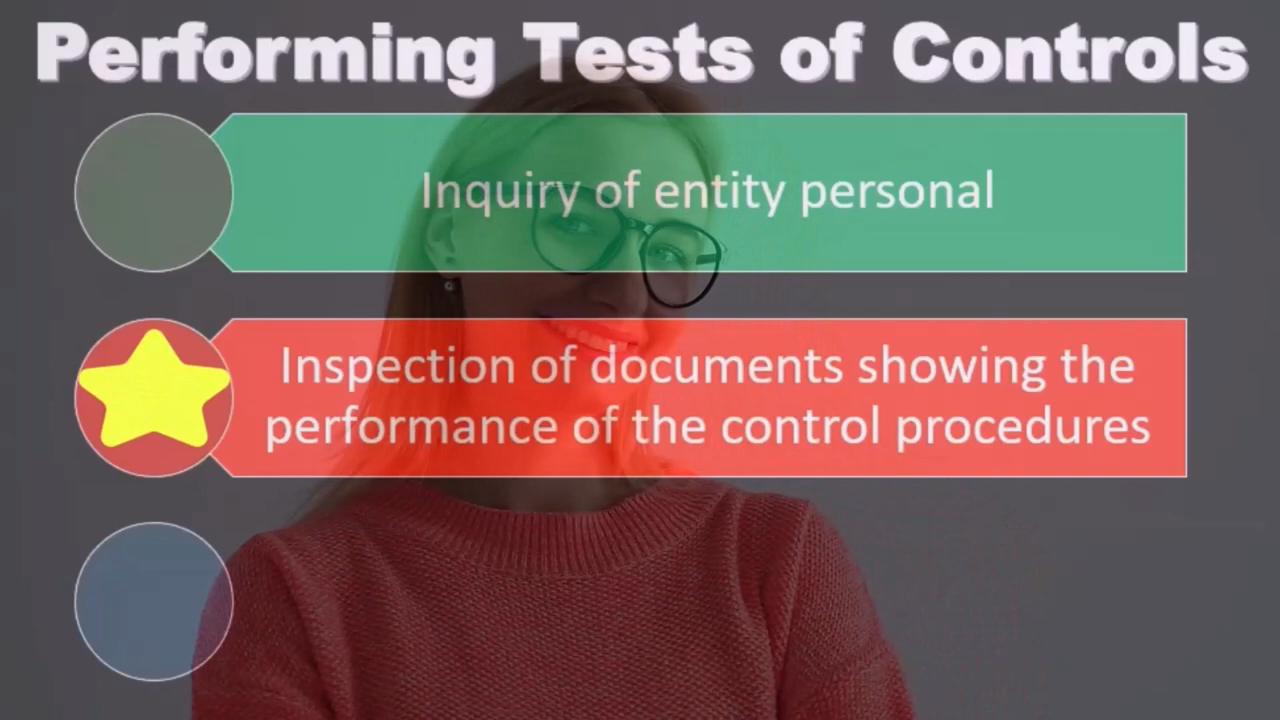 Performing Tests of Controls
Inquiry of entity personal
Inspection of documents showing the
performance of the control procedures